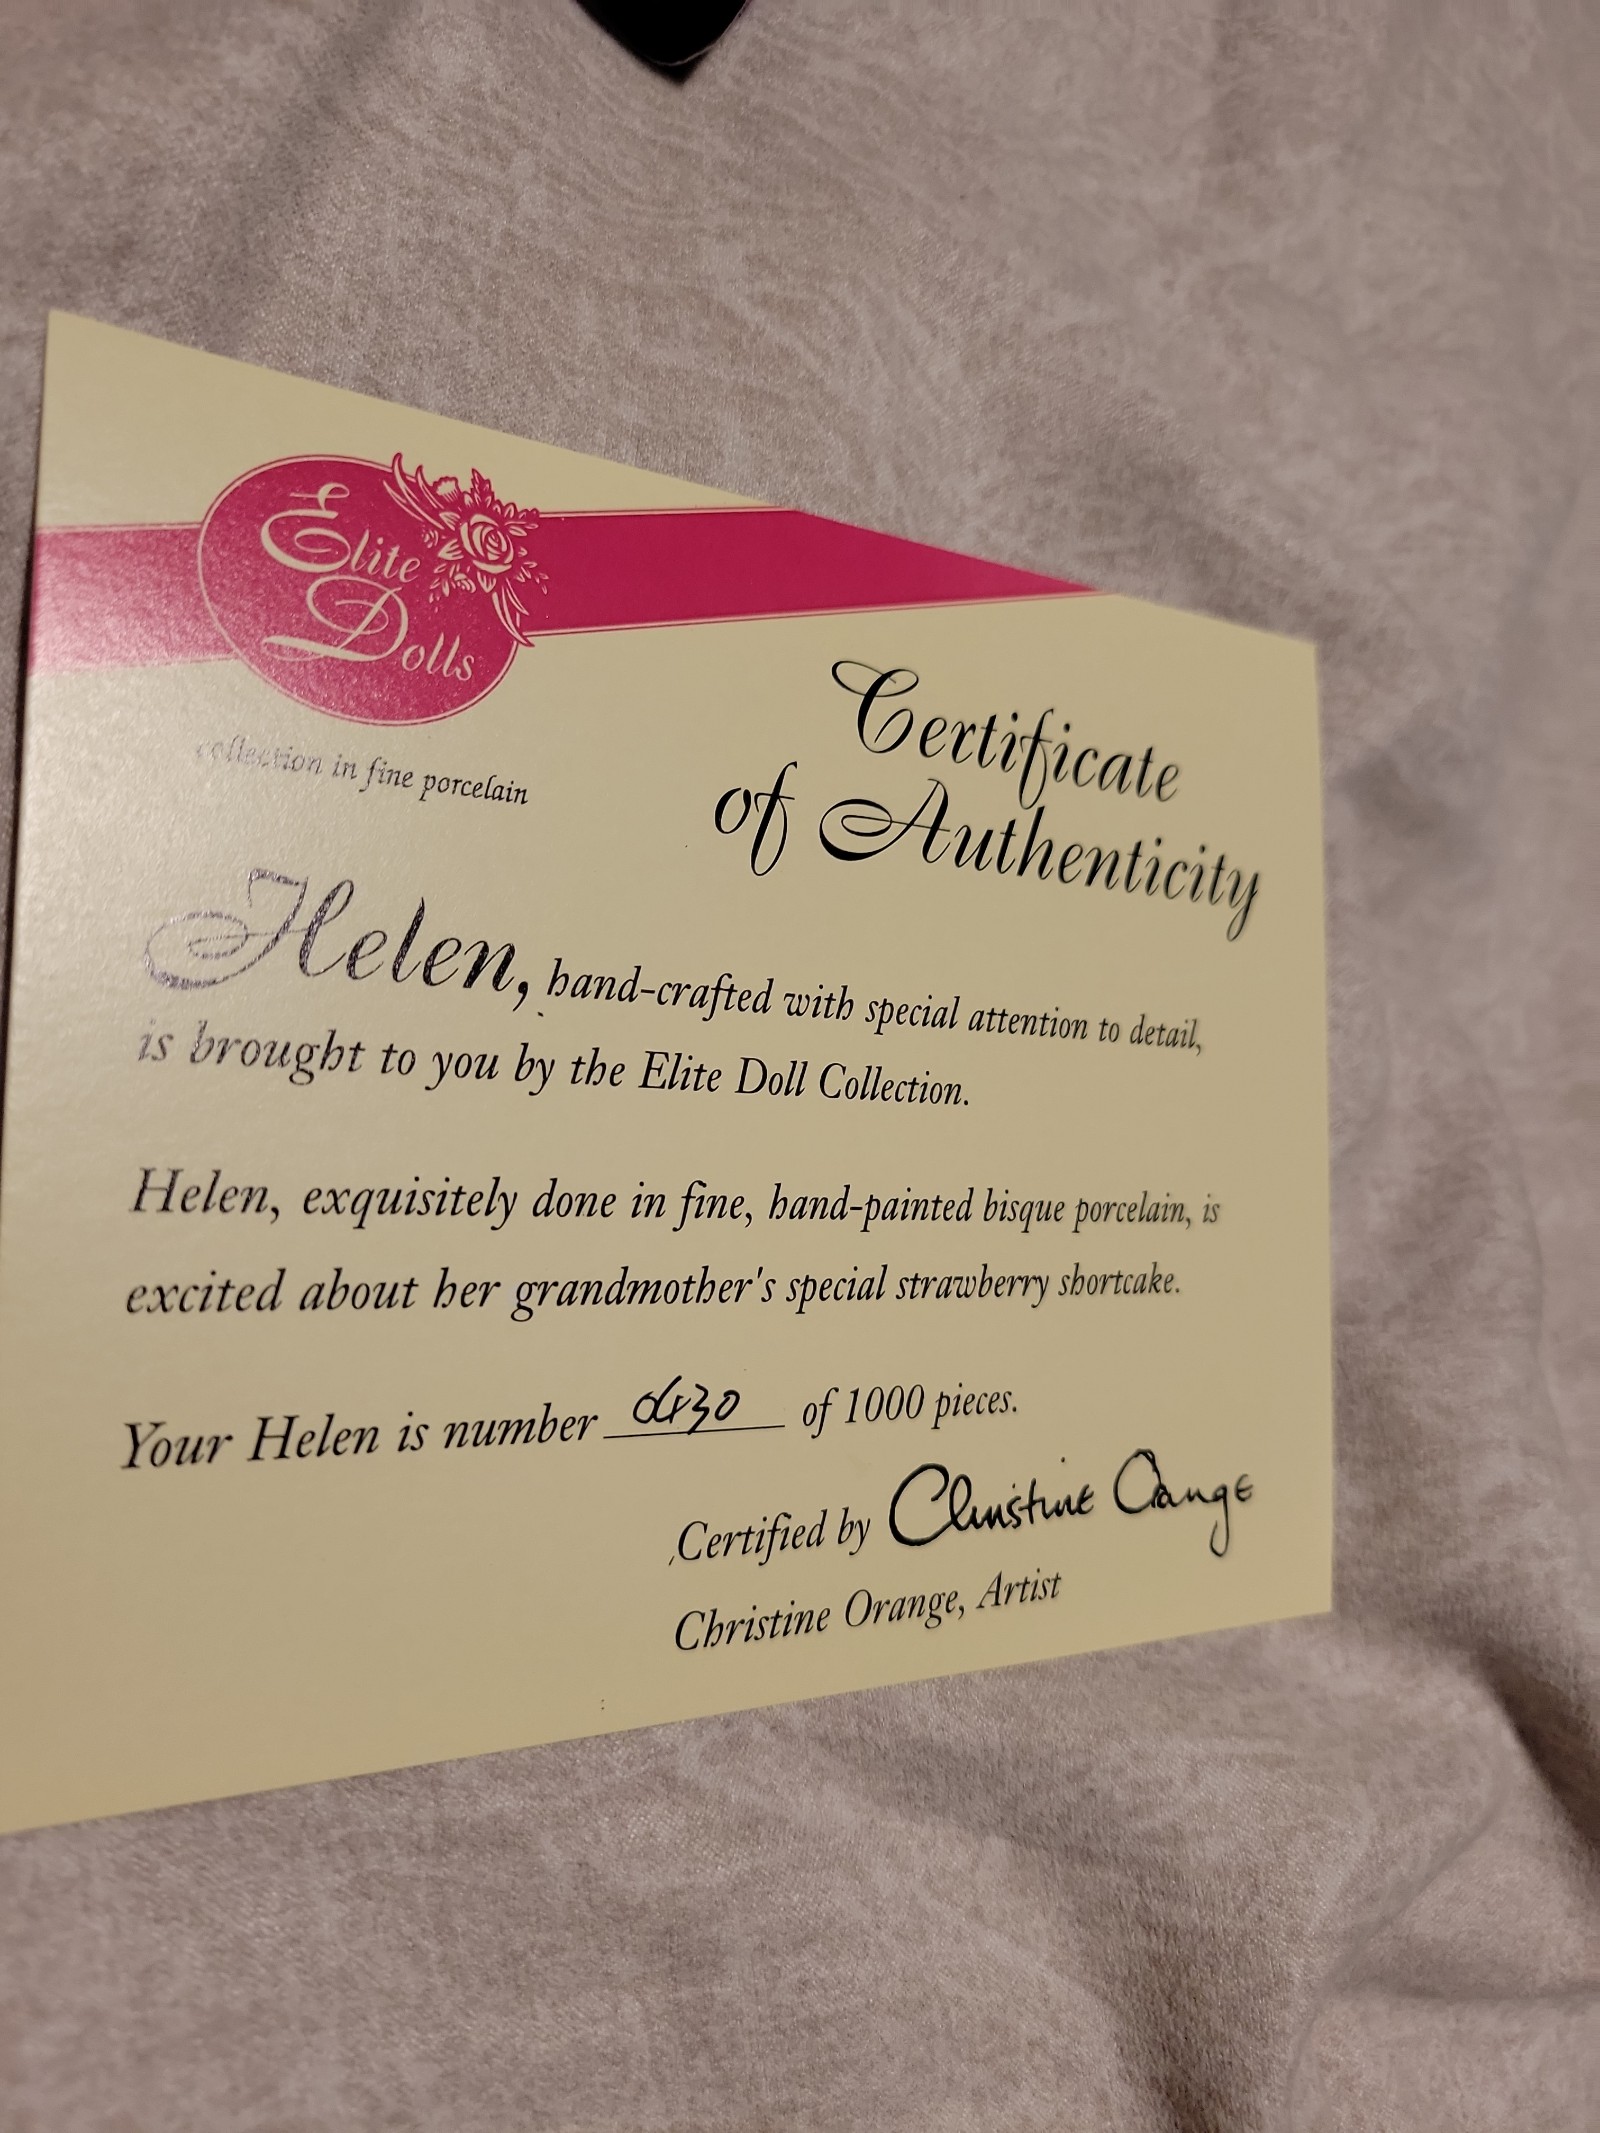 Elite
Dolls
collection in fine porcelain
Certificate
of Authenticity
Helen, hand-crafted with special attention to detail,
is brought to you by the Elite Doll Collection.
Helen, exquisitely done in fine, hand-painted bisque porcelain, is
excited about her grandmother's special strawberry shortcake.
Your Helen is number 0430 of 1000 pieces.
Certified by Christine Orange
Christine Orange, Artist